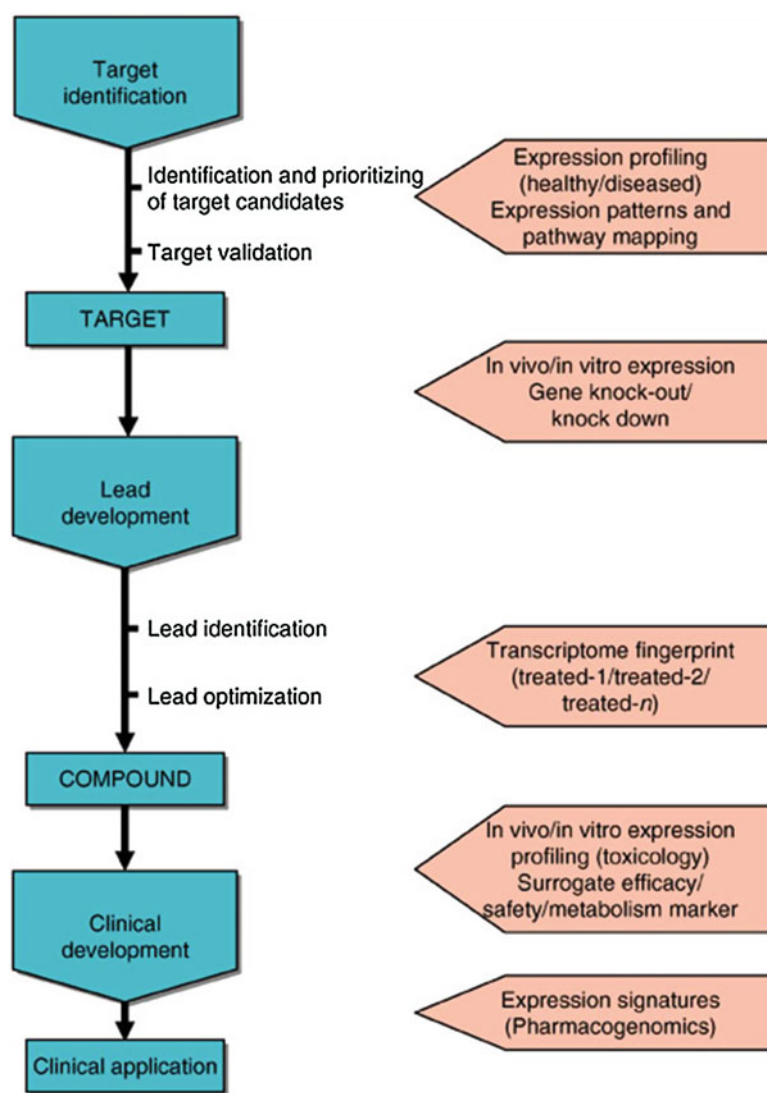 Target
identification
Identification and prioritizing
of target candidates
Target validation
Expression profiling
(healthy/diseased)
Expression patterns and
pathway mapping
TARGET
In vivo/in vitro expression
Gene knock-out/
knock down
Lead
development
Lead identification
Lead optimization
Transcriptome fingerprint
(treated-1/treated-2/
treated-n)
COMPOUND
In vivo/in vitro expression
profiling (toxicology)
Surrogate efficacy/
safety/metabolism marker
Clinical
development
Expression signatures
(Pharmacogenomics)
Clinical application